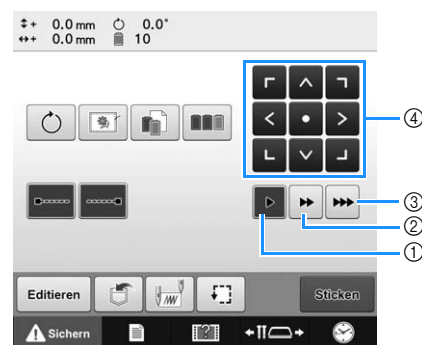 0.0 mm 0.0°
0.0 mm 10
④
③
②
①
Editieren Sticken
Sichern